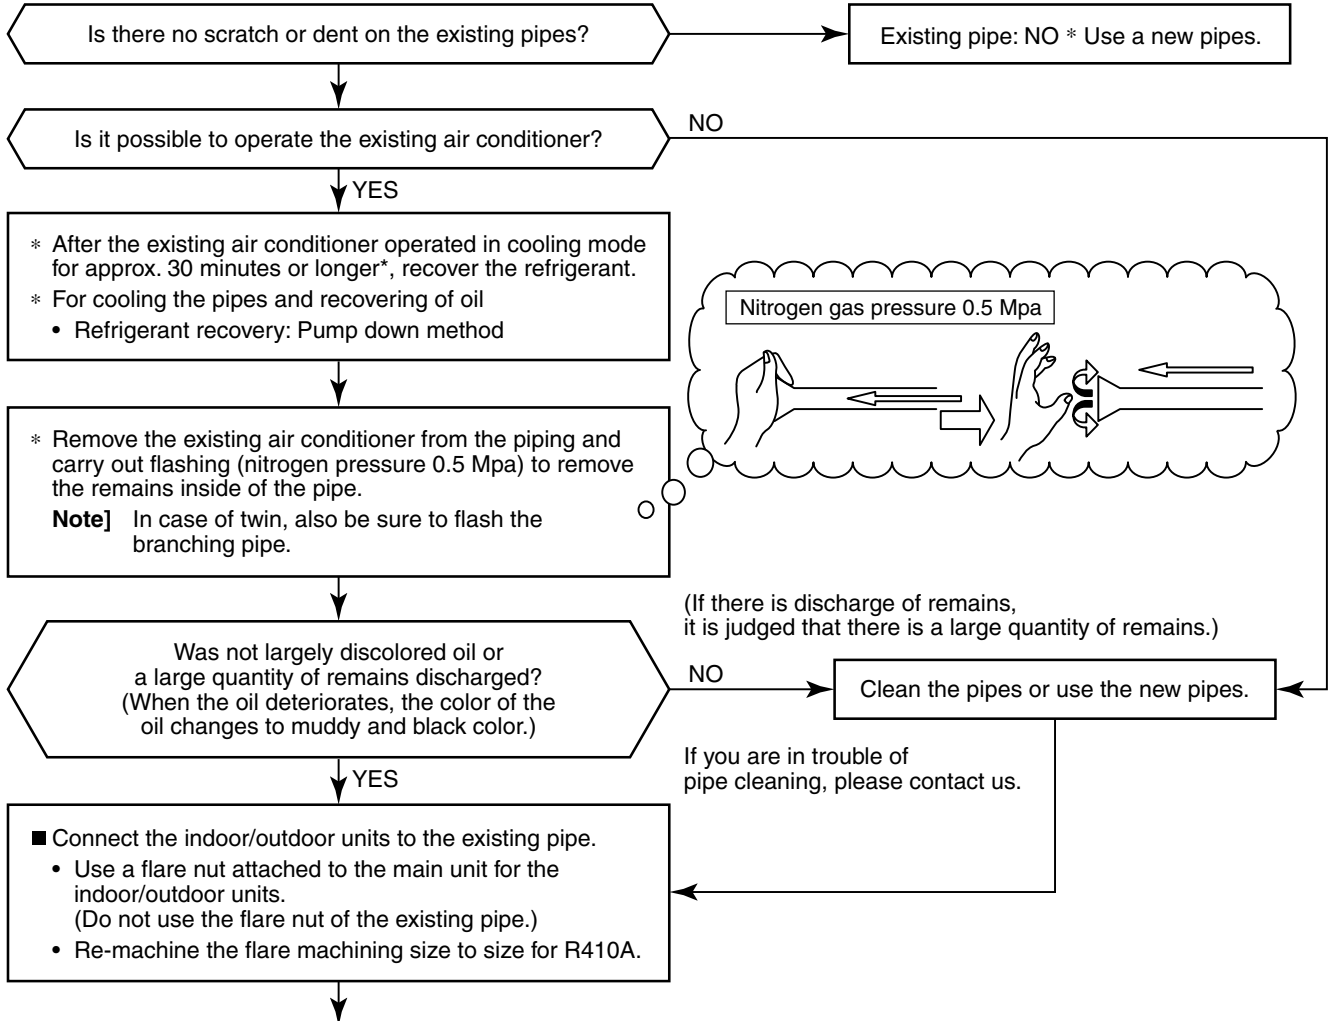 Is there no scratch or dent on the existing pipes?
Existing pipe: NO * Use a new pipes.
Is it possible to operate the existing air conditioner?
NO
YES
* After the existing air conditioner operated in cooling mode
for approx. 30 minutes or longer*, recover the refrigerant.
* For cooling the pipes and recovering of oil
• Refrigerant recovery: Pump down method
Nitrogen gas pressure 0.5 Mpa
* Remove the existing air conditioner from the piping and
carry out flashing (nitrogen pressure 0.5 Mpa) to remove
the remains inside of the pipe.
Note] In case of twin, also be sure to flash the
branching pipe.
(If there is discharge of remains,
it is judged that there is a large quantity of remains.)
Was not largely discolored oil or
a large quantity of remains discharged?
(When the oil deteriorates, the color of the
oil changes to muddy and black color.)
NO
Clean the pipes or use the new pipes.
If you are in trouble of
pipe cleaning, please contact us.
YES
■ Connect the indoor/outdoor units to the existing pipe.
• Use a flare nut attached to the main unit for the
indoor/outdoor units.
(Do not use the flare nut of the existing pipe.)
• Re-machine the flare machining size to size for R410A.